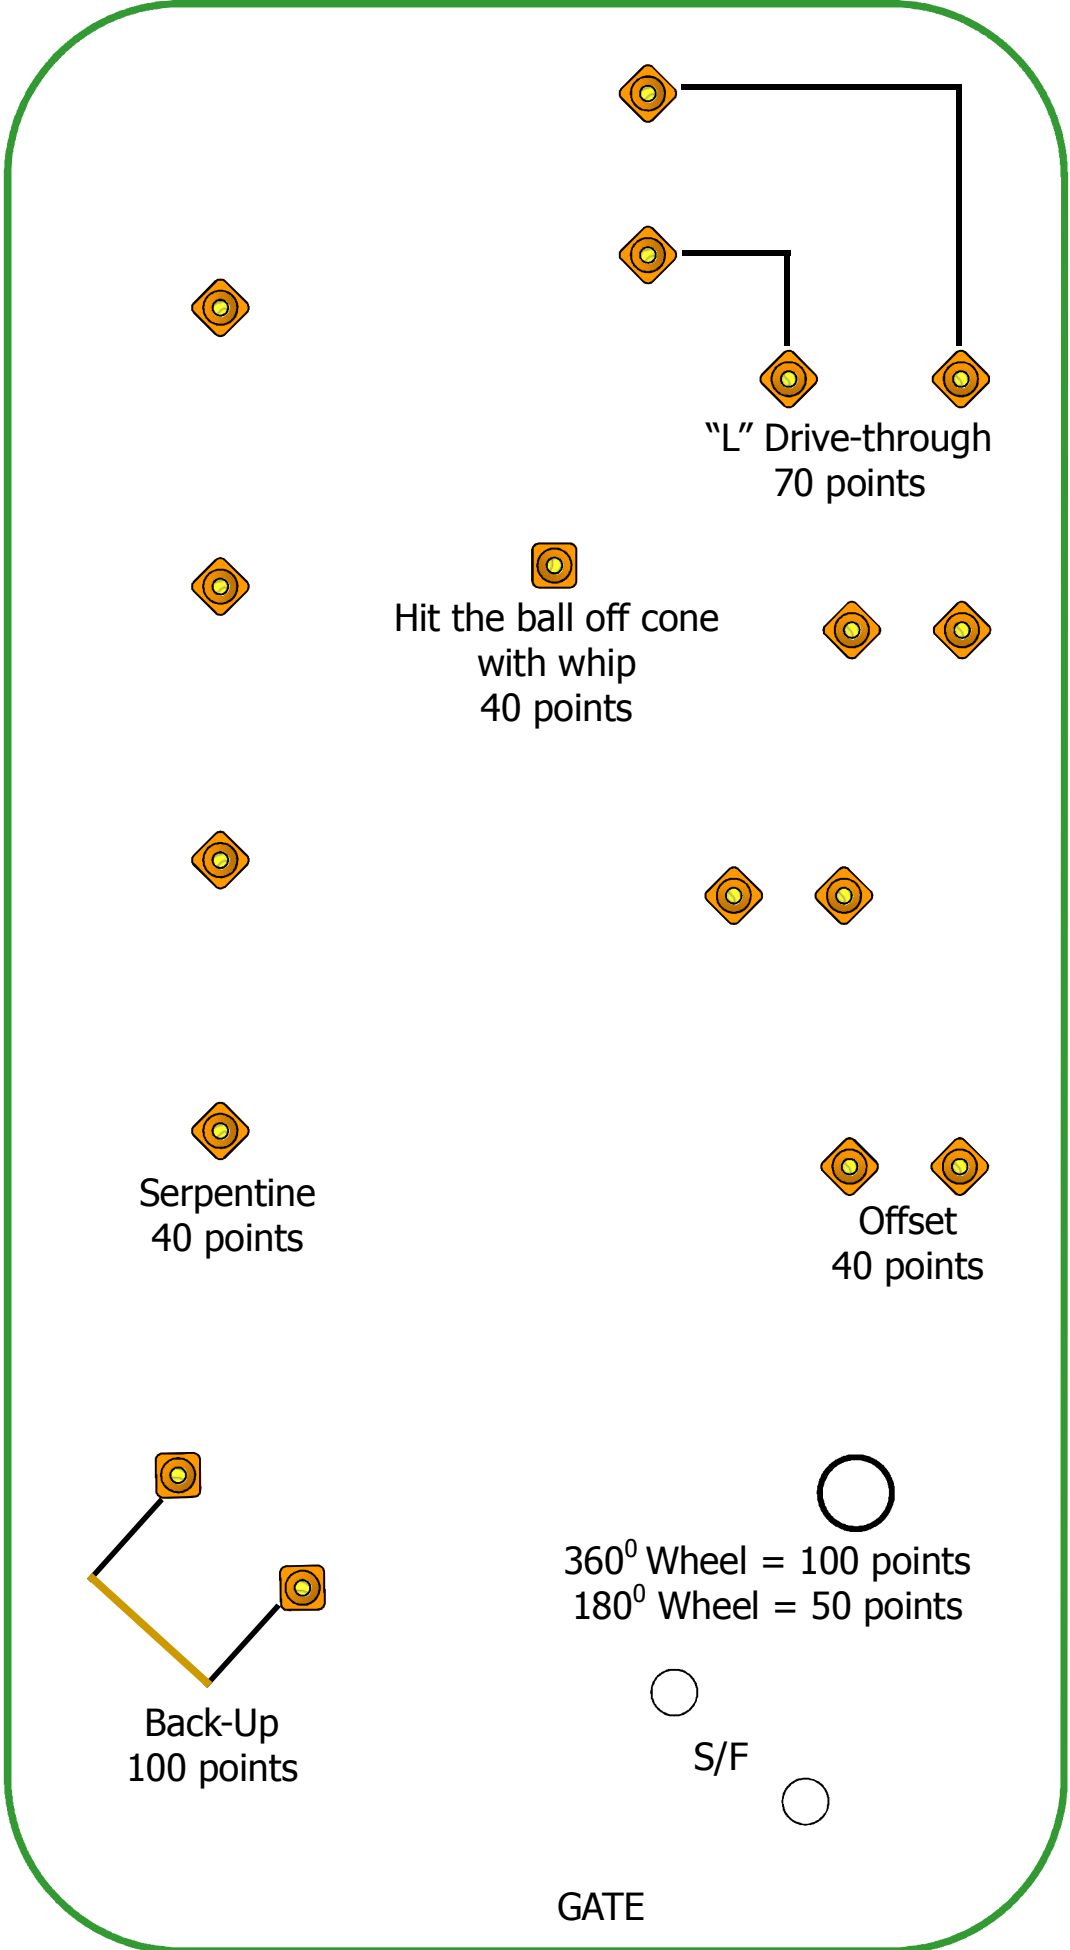 “L” Drive-through
70 points
Hit the ball off cone
with whip
40 points
Serpentine
40 points
Offset
40 points
360⁰ Wheel = 100 points
180⁰ Wheel = 50 points
Back-Up
100 points
S/F
GATE